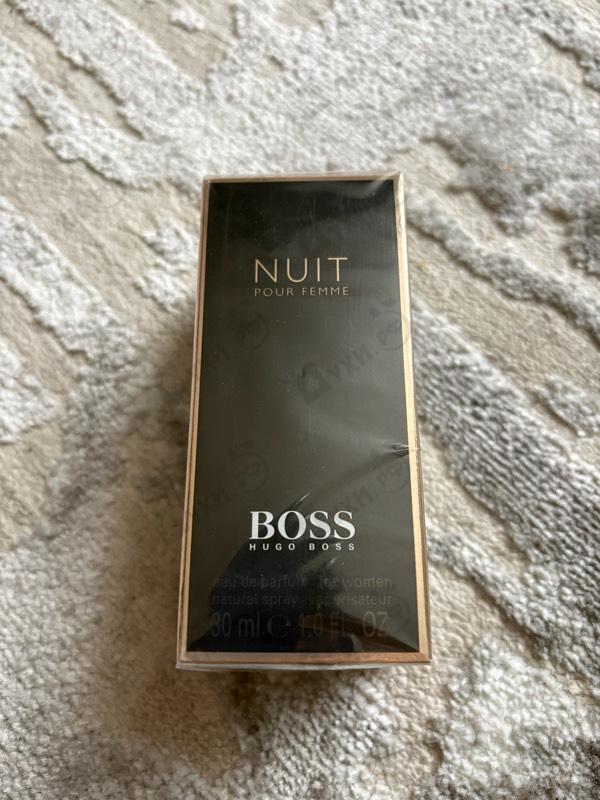 NUIT
POUR FEMME
BOSS
HUGO BOSS
eau de parfum for women
natural spray vaporisateur
30 ml e 1.0 FL. OZ.